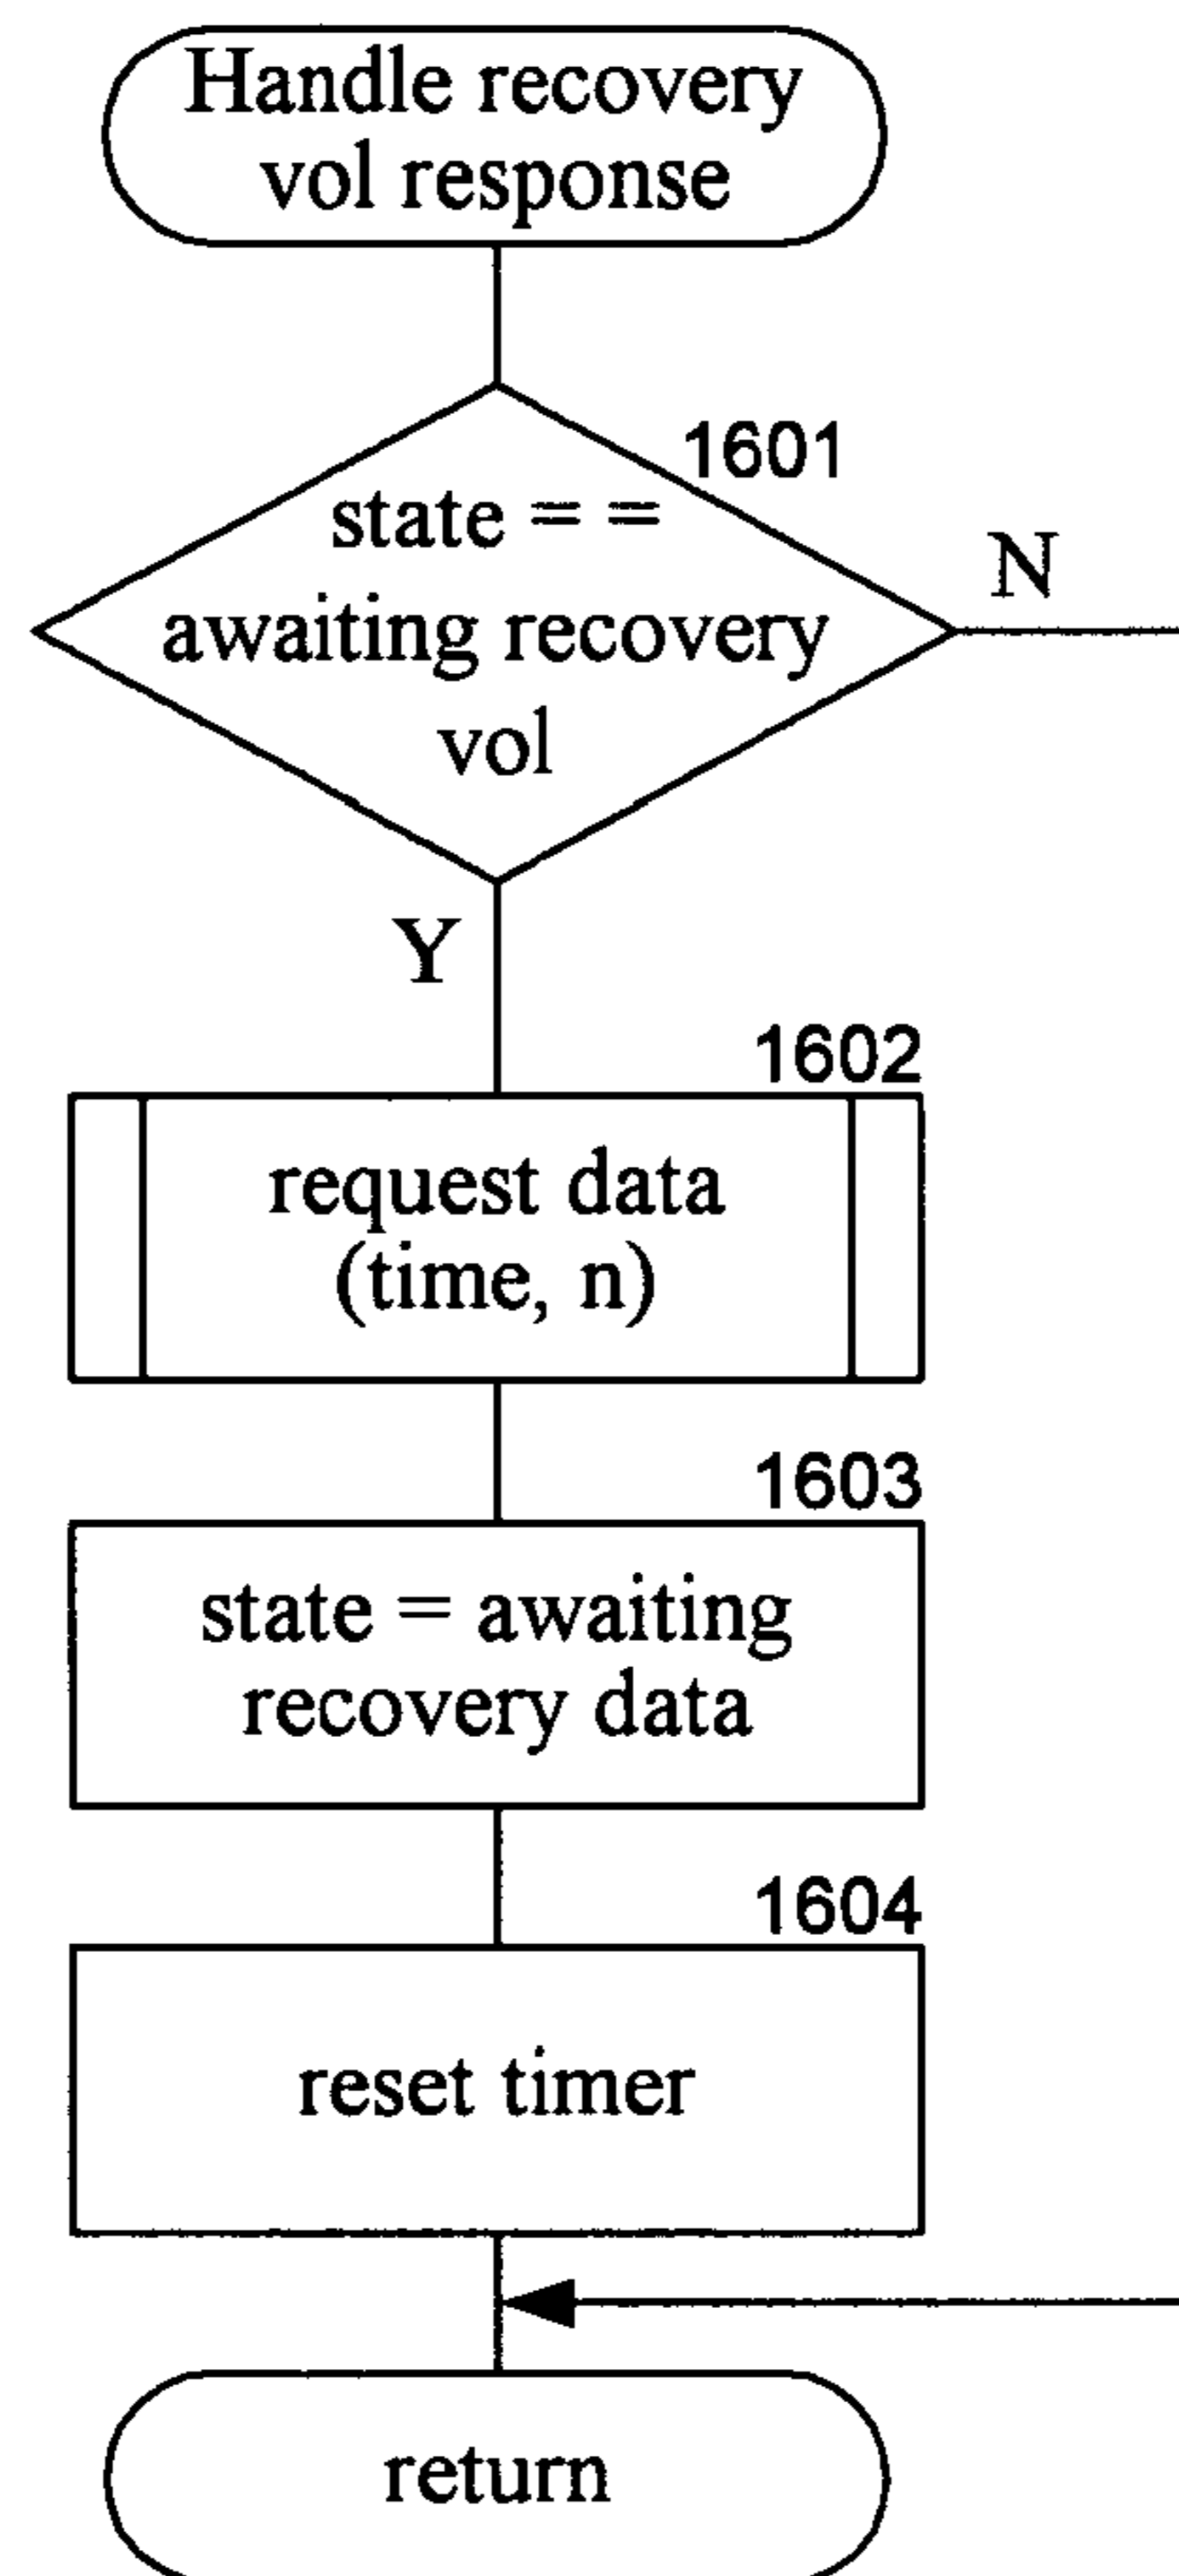 Handle recovery
vol response
1601
state = =
awaiting recovery
vol
N
Y
1602
request data
(time, n)
1603
state = awaiting
recovery data
1604
reset timer
return